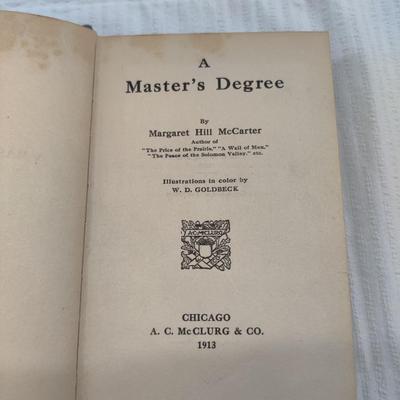 A
Master's Degree
By
Margaret Hill McCarter
Author of
"The Price of the Prairie," "A Wall of Men,"
"The Peace of the Solomon Valley," etc.
Illustrations in color by
W. D. GOLDBECK
A·C·McCLURG
CHICAGO
A. C. McCLURG & CO.
1913